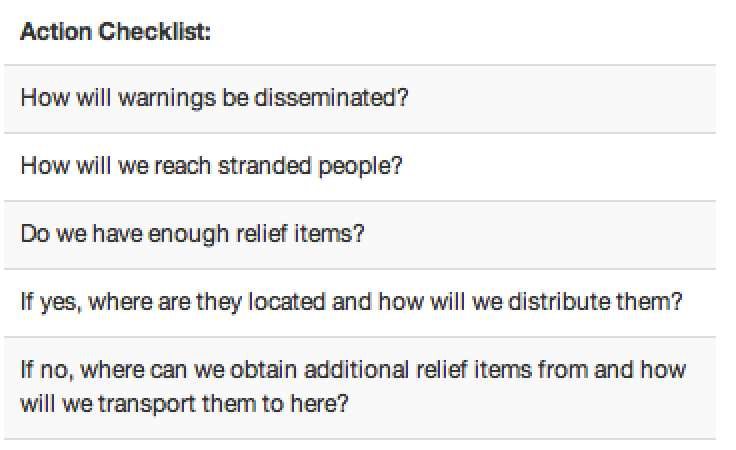 Action Checklist:
How will warnings be disseminated?
How will we reach stranded people?
Do we have enough relief items?
If yes, where are they located and how will we distribute them?
If no, where can we obtain additional relief items from and how
will we transport them to here?